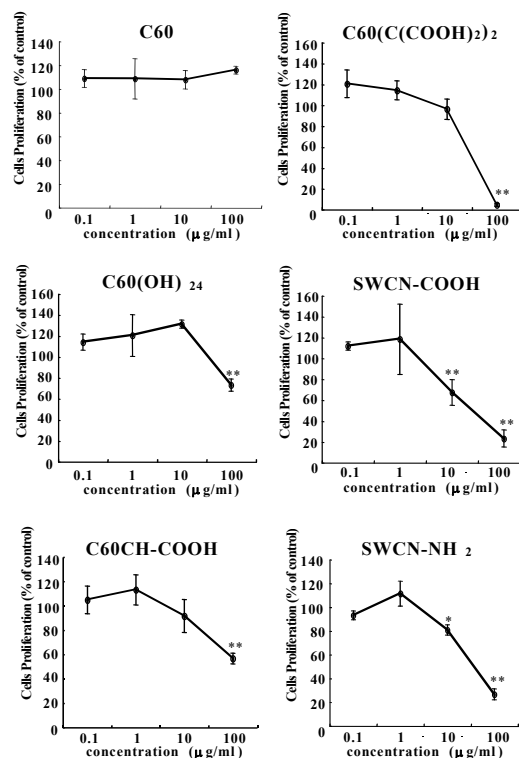 C60
Cells Proliferation (% of control)
140
120
100
80
60
40
20
0
0.1 1 10 100
concentration (μg/ml)
C60(C(COOH)2)2
Cells Proliferation (% of control)
140
120
100
80
60
40
20
0
**
0.1 1 10 100
concentration (μg/ml)
C60(OH) 24
Cells Proliferation (% of control)
160
140
120
100
80
60
40
20
0
**
0.1 1 10 100
concentration (μg/ml)
SWCN-COOH
Cells Proliferation (% of control)
160
140
120
100
80
60
40
20
0
**
**
0.1 1 10 100
concentration (μg/ml)
C60CH-COOH
Cells Proliferation (% of control)
140
120
100
80
60
40
20
0
**
0.1 1 10 100
concentration (μg/ml)
SWCN-NH 2
Cells Proliferation (% of control)
140
120
100
80
60
40
20
0
*
**
0.1 1 10 100
concentration (μg/ml)